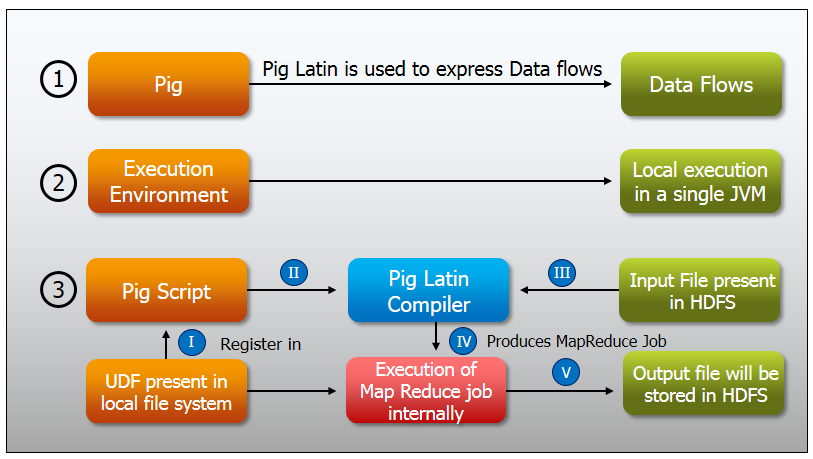 1
Pig
Pig Latin is used to express Data flows
Data Flows
2
Execution
Environment
Local execution
in a single JVM
3
Pig Script
II
Pig Latin
Compiler
III
Input File present
in HDFS
I
Register in
IV
Produces MapReduce Job
UDF present in
local file system
Execution of
Map Reduce job
internally
V
Output file will be
stored in HDFS